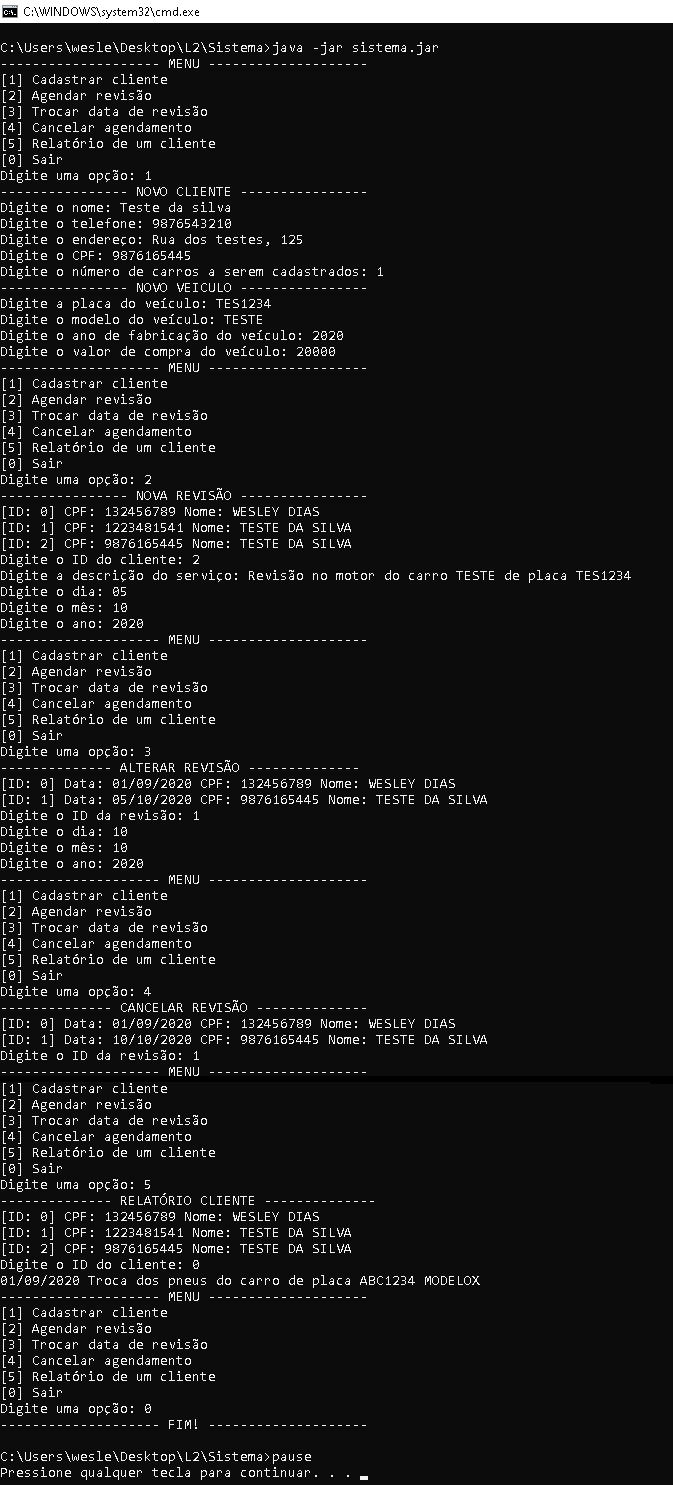 C:\WINDOWS\system32\cmd.exe
C:\Users\wesle\Desktop\L2\Sistema>java -jar sistema.jar
-------------------- MENU --------------------
[1] Cadastrar cliente
[2] Agendar revisão
[3] Trocar data de revisão
[4] Cancelar agendamento
[5] Relatório de um cliente
[0] Sair
Digite uma opção: 1
---------------- NOVO CLIENTE ----------------
Digite o nome: Teste da silva
Digite o telefone: 9876543210
Digite o endereço: Rua dos testes, 125
Digite o CPF: 9876165445
Digite o número de carros a serem cadastrados: 1
---------------- NOVO VEICULO ----------------
Digite a placa do veículo: TES1234
Digite o modelo do veículo: TESTE
Digite o ano de fabricação do veículo: 2020
Digite o valor de compra do veículo: 20000
-------------------- MENU --------------------
[1] Cadastrar cliente
[2] Agendar revisão
[3] Trocar data de revisão
[4] Cancelar agendamento
[5] Relatório de um cliente
[0] Sair
Digite uma opção: 2
---------------- NOVA REVISÃO ----------------
[ID: 0] CPF: 132456789 Nome: WESLEY DIAS
[ID: 1] CPF: 1223481541 Nome: TESTE DA SILVA
[ID: 2] CPF: 9876165445 Nome: TESTE DA SILVA
Digite o ID do cliente: 2
Digite a descrição do serviço: Revisão no motor do carro TESTE de placa TES1234
Digite o dia: 05
Digite o mês: 10
Digite o ano: 2020
-------------------- MENU --------------------
[1] Cadastrar cliente
[2] Agendar revisão
[3] Trocar data de revisão
[4] Cancelar agendamento
[5] Relatório de um cliente
[0] Sair
Digite uma opção: 3
-------------- ALTERAR REVISÃO --------------
[ID: 0] Data: 01/09/2020 CPF: 132456789 Nome: WESLEY DIAS
[ID: 1] Data: 05/10/2020 CPF: 9876165445 Nome: TESTE DA SILVA
Digite o ID da revisão: 1
Digite o dia: 10
Digite o mês: 10
Digite o ano: 2020
-------------------- MENU --------------------
[1] Cadastrar cliente
[2] Agendar revisão
[3] Trocar data de revisão
[4] Cancelar agendamento
[5] Relatório de um cliente
[0] Sair
Digite uma opção: 4
-------------- CANCELAR REVISÃO --------------
[ID: 0] Data: 01/09/2020 CPF: 132456789 Nome: WESLEY DIAS
[ID: 1] Data: 10/10/2020 CPF: 9876165445 Nome: TESTE DA SILVA
Digite o ID da revisão: 1
-------------------- MENU --------------------
[1] Cadastrar cliente
[2] Agendar revisão
[3] Trocar data de revisão
[4] Cancelar agendamento
[5] Relatório de um cliente
[0] Sair
Digite uma opção: 5
-------------- RELATÓRIO CLIENTE --------------
[ID: 0] CPF: 132456789 Nome: WESLEY DIAS
[ID: 1] CPF: 1223481541 Nome: TESTE DA SILVA
[ID: 2] CPF: 9876165445 Nome: TESTE DA SILVA
Digite o ID do cliente: 0
01/09/2020 Troca dos pneus do carro de placa ABC1234 MODELOX
-------------------- MENU --------------------
[1] Cadastrar cliente
[2] Agendar revisão
[3] Trocar data de revisão
[4] Cancelar agendamento
[5] Relatório de um cliente
[0] Sair
Digite uma opção: 0
-------------------- FIM! --------------------
C:\Users\wesle\Desktop\L2\Sistema>pause
Pressione qualquer tecla para continuar. . .